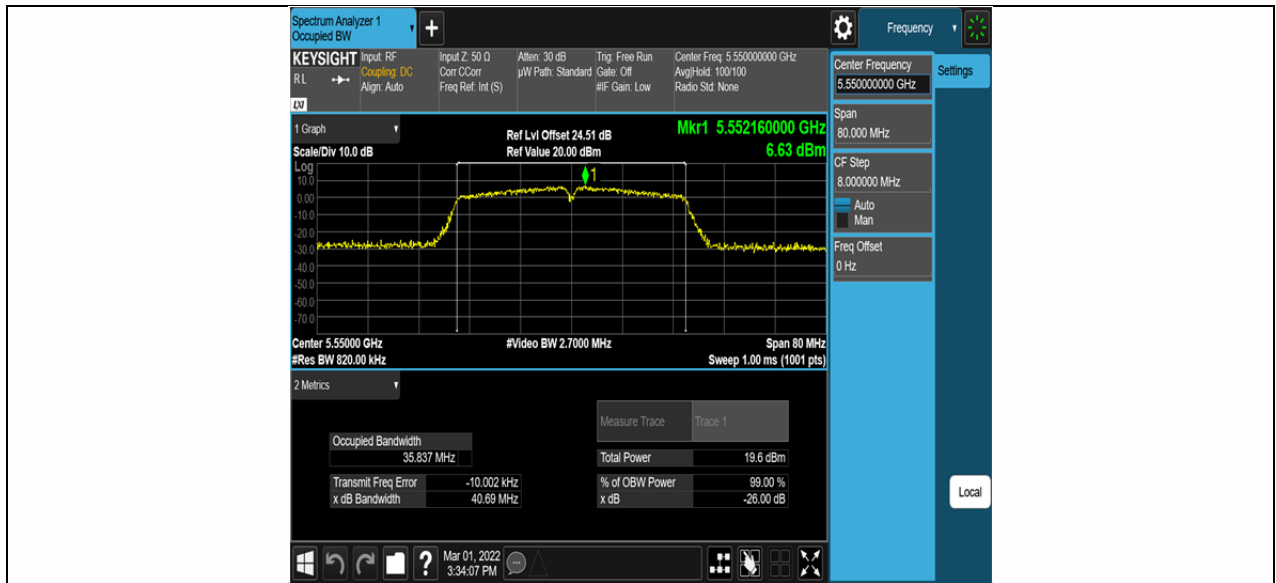 Spectrum Analyzer 1
Occupied BW
+
Frequency
KEYSIGHT
RL
LXI
Input: RF
Coupling: DC
Align: Auto
Input Z: 50 Ω
Corr CCorr
Freq Ref: Int (S)
Atten: 30 dB
µW Path: Standard
Trig: Free Run
Gate: Off
#IF Gain: Low
Center Freq: 5.550000000 GHz
Avg|Hold: 100/100
Radio Std: None
Center Frequency
5.550000000 GHz
Settings
Span
80.000 MHz
CF Step
8.000000 MHz
Auto
Man
Freq Offset
0 Hz
1 Graph
Scale/Div 10.0 dB
Ref Lvl Offset 24.51 dB
Ref Value 20.00 dBm
Mkr1 5.552160000 GHz
6.63 dBm
Log
10.0
0.00
-10.0
-20.0
-30.0
-40.0
-50.0
-60.0
-70.0
1
Center 5.55000 GHz
#Res BW 820.00 kHz
#Video BW 2.7000 MHz
Span 80 MHz
Sweep 1.00 ms (1001 pts)
2 Metrics
Measure Trace
Trace 1
Occupied Bandwidth
35.837 MHz
Total Power
19.6 dBm
Transmit Freq Error
-10.002 kHz
% of OBW Power
99.00 %
x dB Bandwidth
40.69 MHz
x dB
-26.00 dB
Local
?
Mar 01, 2022
3:34:07 PM